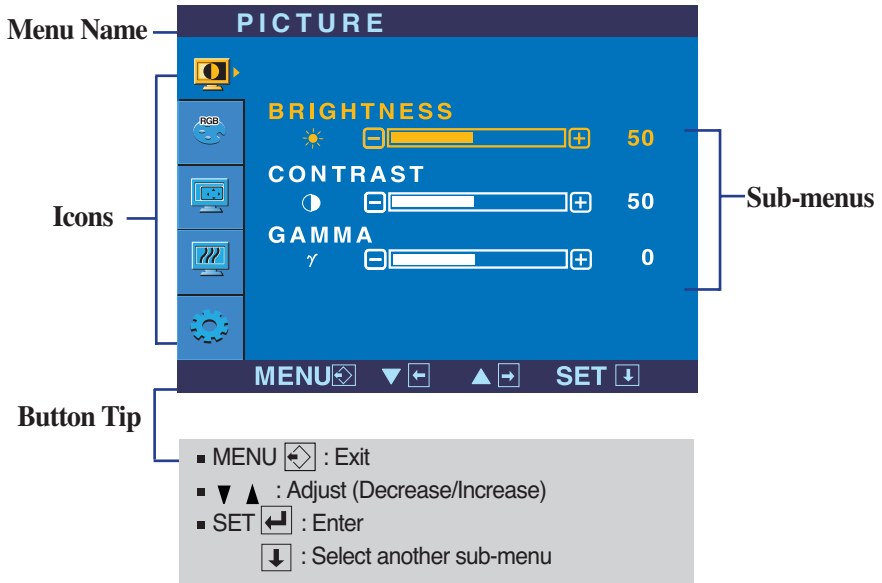 Menu Name
PICTURE
RGB
BRIGHTNESS
50
CONTRAST
50
GAMMA
γ
0
Icons
Sub-menus
MENU ▼ ▲ SET
Button Tip
■ MENU : Exit
■ ▼ ▲ : Adjust (Decrease/Increase)
■ SET : Enter
: Select another sub-menu